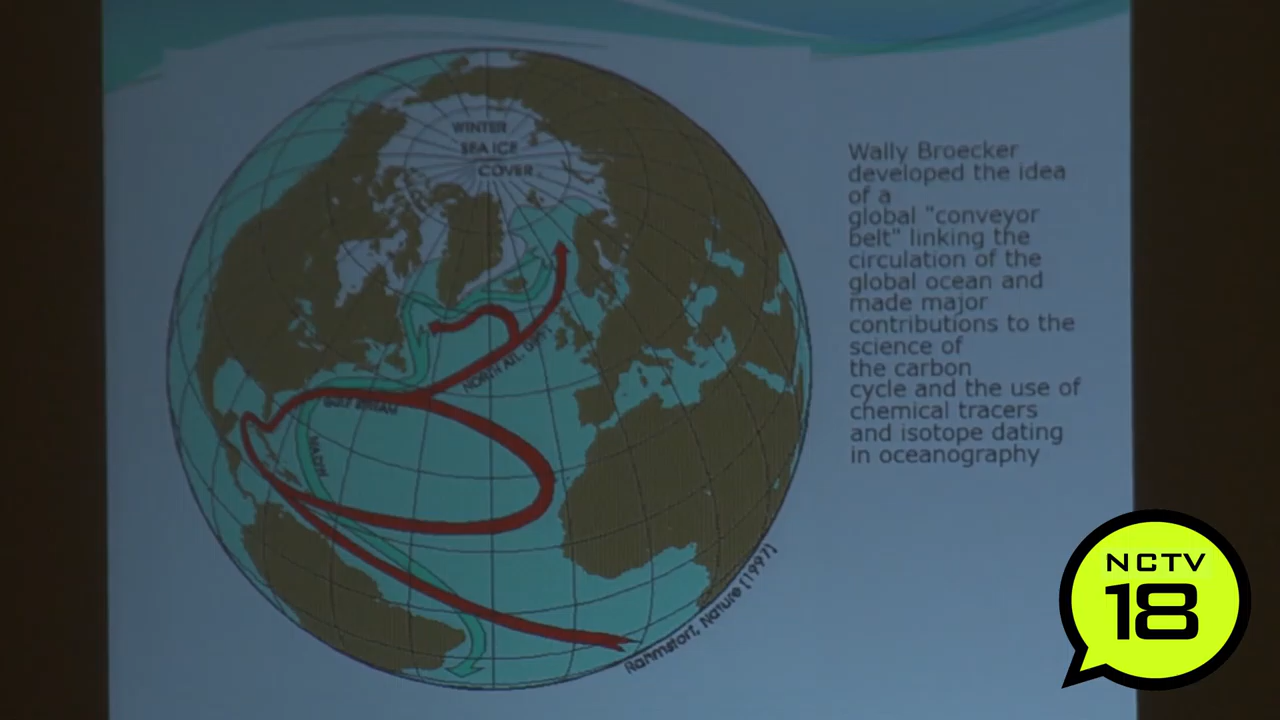 WINTER
SEA ICE
COVER
NORTH ATL. DRIFT
GULF STREAM
Rahmstorf, Nature (1997)
Wally Broecker
developed the idea
of a
global "conveyor
belt" linking the
circulation of the
global ocean and
made major
contributions to the
science of
the carbon
cycle and the use of
chemical tracers
and isotope dating
in oceanography
NCTV
18